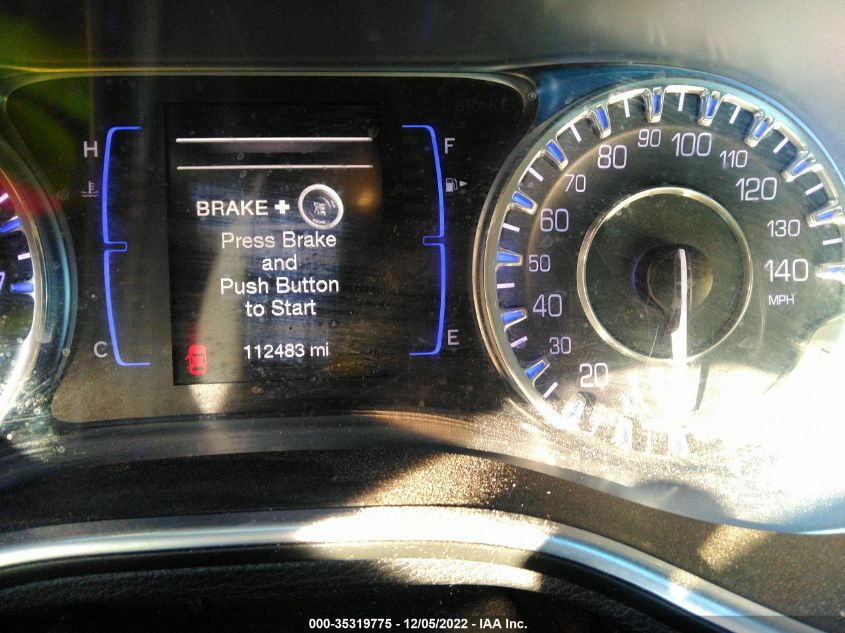 BRAKE
H
F
BRAKE +
Press Brake
and
Push Button
to Start
C
E
112483 mi
7
20
30
40
50
60
70
80
90
100
110
120
130
140
MPH
000-35319775 - 12/05/2022 - IAA Inc.